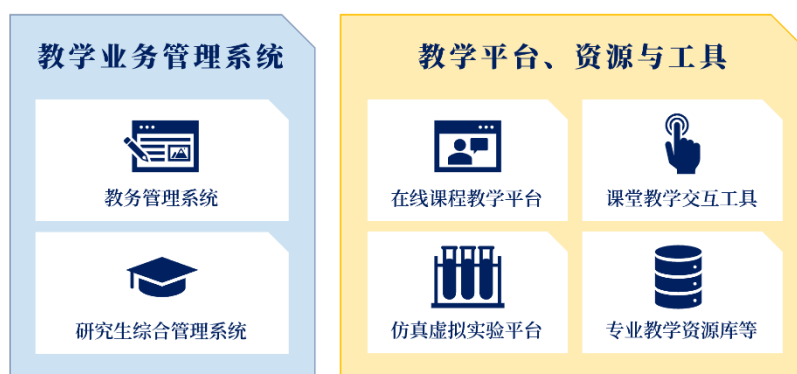 教学业务管理系统
教务管理系统
研究生综合管理系统
教学平台、资源与工具
在线课程教学平台
课堂教学交互工具
仿真虚拟实验平台
专业教学资源库等